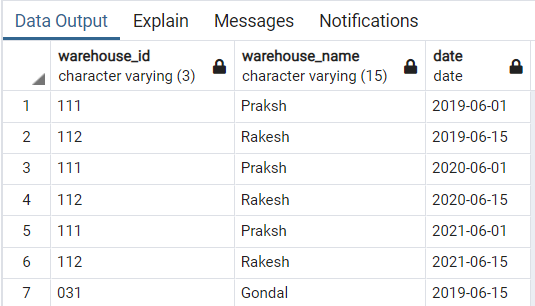 Data Output Explain Messages Notifications
warehouse_id warehouse_name date
character varying (3) character varying (15) date
1 111 Praksh 2019-06-01
2 112 Rakesh 2019-06-15
3 111 Praksh 2020-06-01
4 112 Rakesh 2020-06-15
5 111 Praksh 2021-06-01
6 112 Rakesh 2021-06-15
7 031 Gondal 2019-06-15